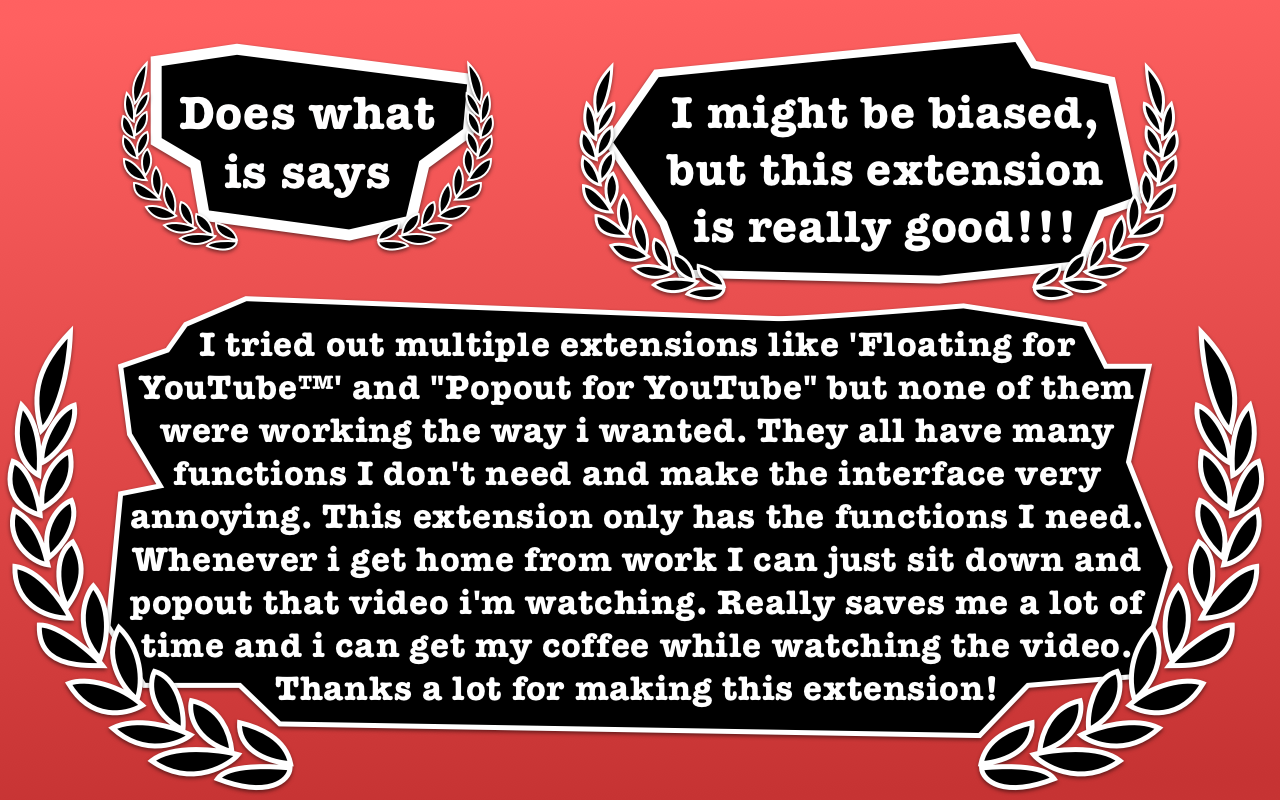 Does what
is says
I might be biased,
but this extension
is really good!!!
I tried out multiple extensions like 'Floating for
YouTube™' and "Popout for YouTube" but none of them
were working the way i wanted. They all have many
functions I don't need and make the interface very
annoying. This extension only has the functions I need.
Whenever i get home from work I can just sit down and
popout that video i'm watching. Really saves me a lot of
time and i can get my coffee while watching the video.
Thanks a lot for making this extension!